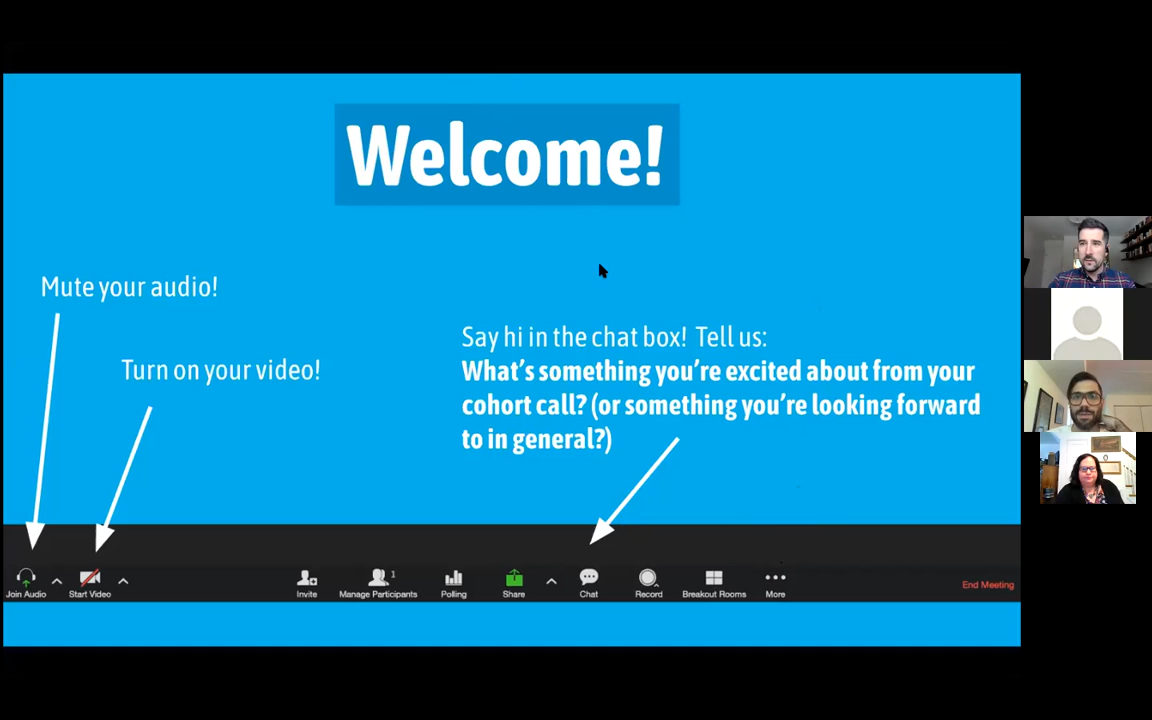 Welcome!
Mute your audio!
Turn on your video!
Say hi in the chat box! Tell us:
What's something you're excited about from your
cohort call? (or something you're looking forward
to in general?)
Join Audio
Start Video
Invite
1
Manage Participants
Polling
Share
Chat
Record
Breakout Rooms
More
End Meeting